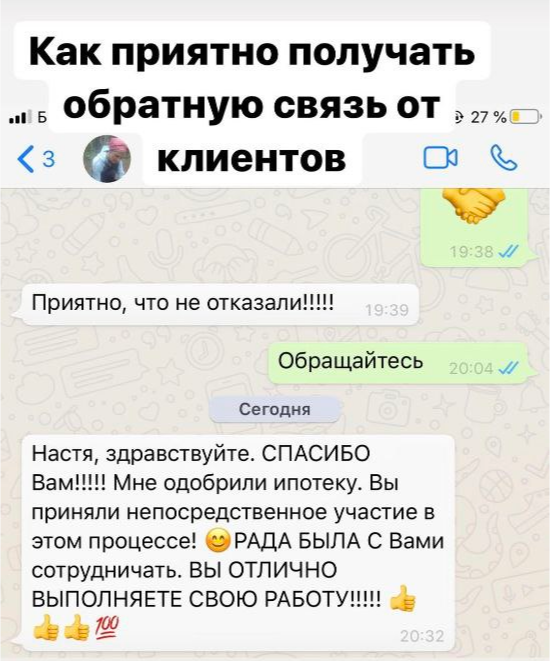 Как приятно получать
обратную связь от
клиентов
Б
27 %
3
19:38
Приятно, что не отказали!!!!!
19:39
Обращайтесь
20:04
Сегодня
Настя, здравствуйте. СПАСИБО
Вам!!!!! Мне одобрили ипотеку. Вы
приняли непосредственное участие в
этом процессе! 😊РАДА БЫЛА С Вами
сотрудничать. ВЫ ОТЛИЧНО
ВЫПОЛНЯЕТЕ СВОЮ РАБОТУ!!!!! 👍
👍👍💯
20:32